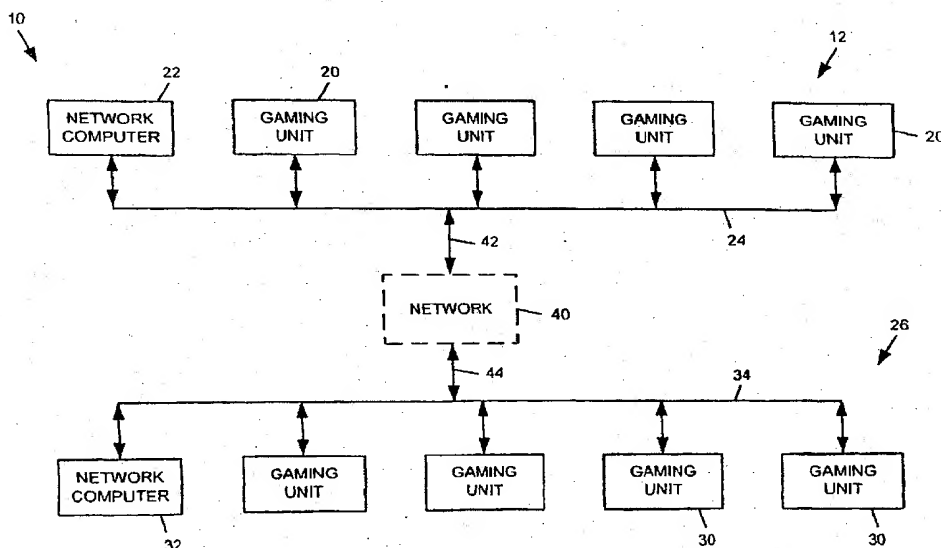 10
12
22
20
NETWORK
COMPUTER
GAMING
UNIT
GAMING
UNIT
GAMING
UNIT
GAMING
UNIT
20
24
42
NETWORK
40
26
44
34
NETWORK
COMPUTER
GAMING
UNIT
GAMING
UNIT
GAMING
UNIT
GAMING
UNIT
32
30
30